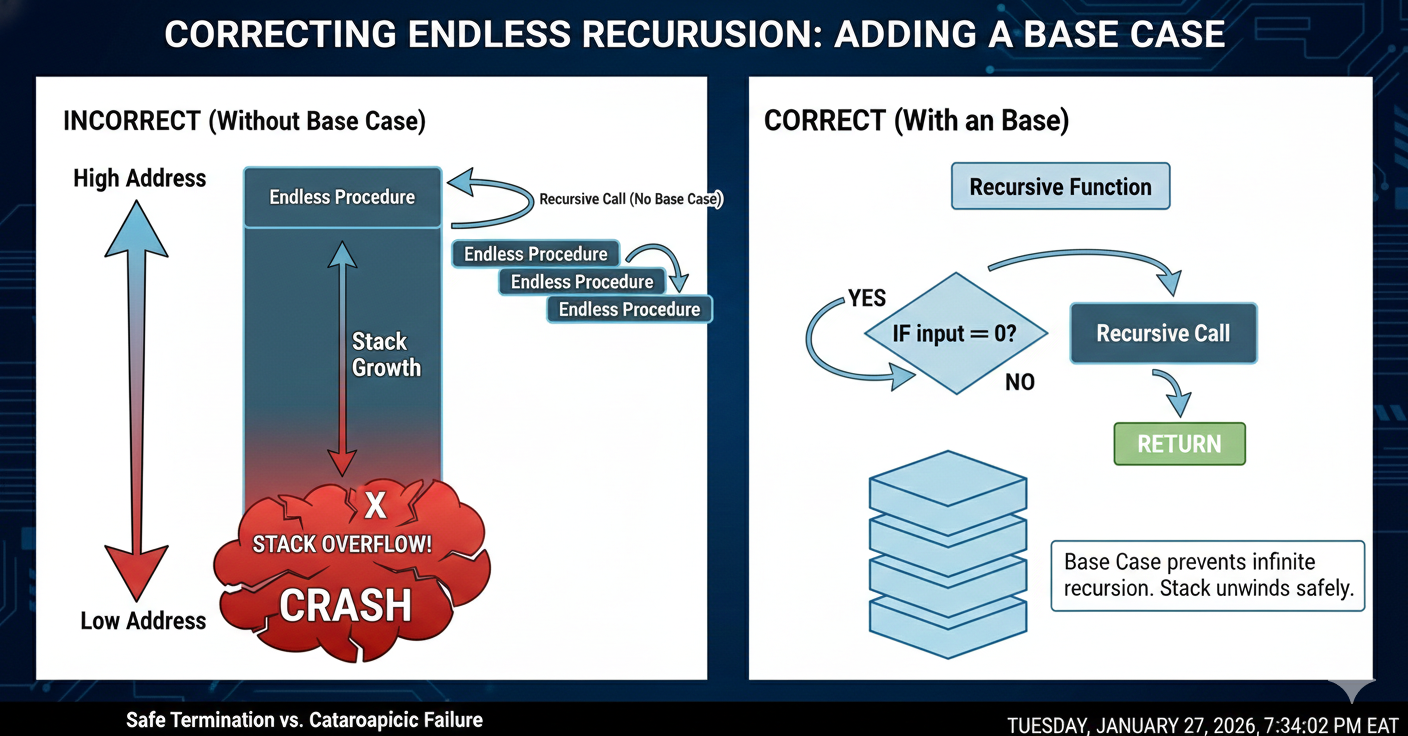 CORRECTING ENDLESS RECURUSION: ADDING A BASE CASE
INCORRECT (Without Base Case)
High Address
Endless Procedure
Recursive Call (No Base Case)
Endless Procedure
Endless Procedure
Endless Procedure
Stack
Growth
X
STACK OVERFLOW!
CRASH
Low Address
CORRECT (With an Base)
Recursive Function
YES
IF input = 0?
NO
Recursive Call
RETURN
Base Case prevents infinite
recursion. Stack unwinds safely.
Safe Termination vs. Cataroapicic Failure
TUESDAY, JANUARY 27, 2026, 7:34:02 PM EAT